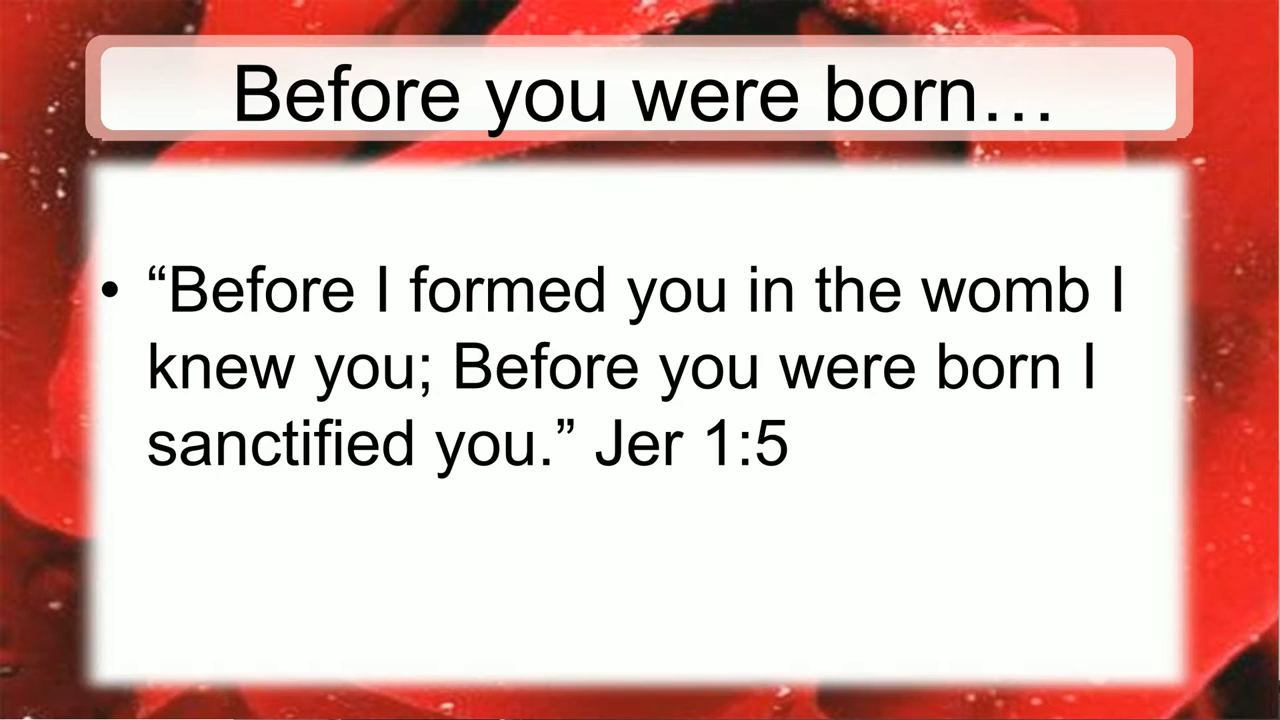 Before you were born…
• “Before I formed you in the womb I
knew you; Before you were born I
sanctified you.” Jer 1:5